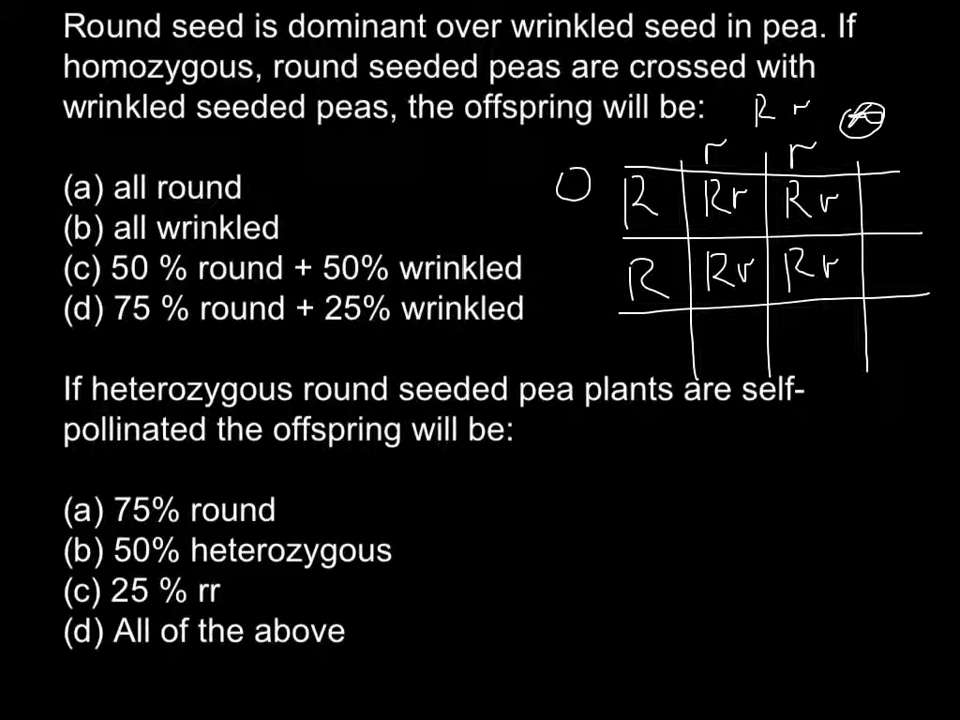 Round seed is dominant over wrinkled seed in pea. If
homozygous, round seeded peas are crossed with
wrinkled seeded peas, the offspring will be:
R r
r r
(a) all round
R Rr Rr
(b) all wrinkled
(c) 50 % round + 50% wrinkled
R Rr Rr
(d) 75 % round + 25% wrinkled
If heterozygous round seeded pea plants are self-
pollinated the offspring will be:
(a) 75% round
(b) 50% heterozygous
(c) 25 % rr
(d) All of the above